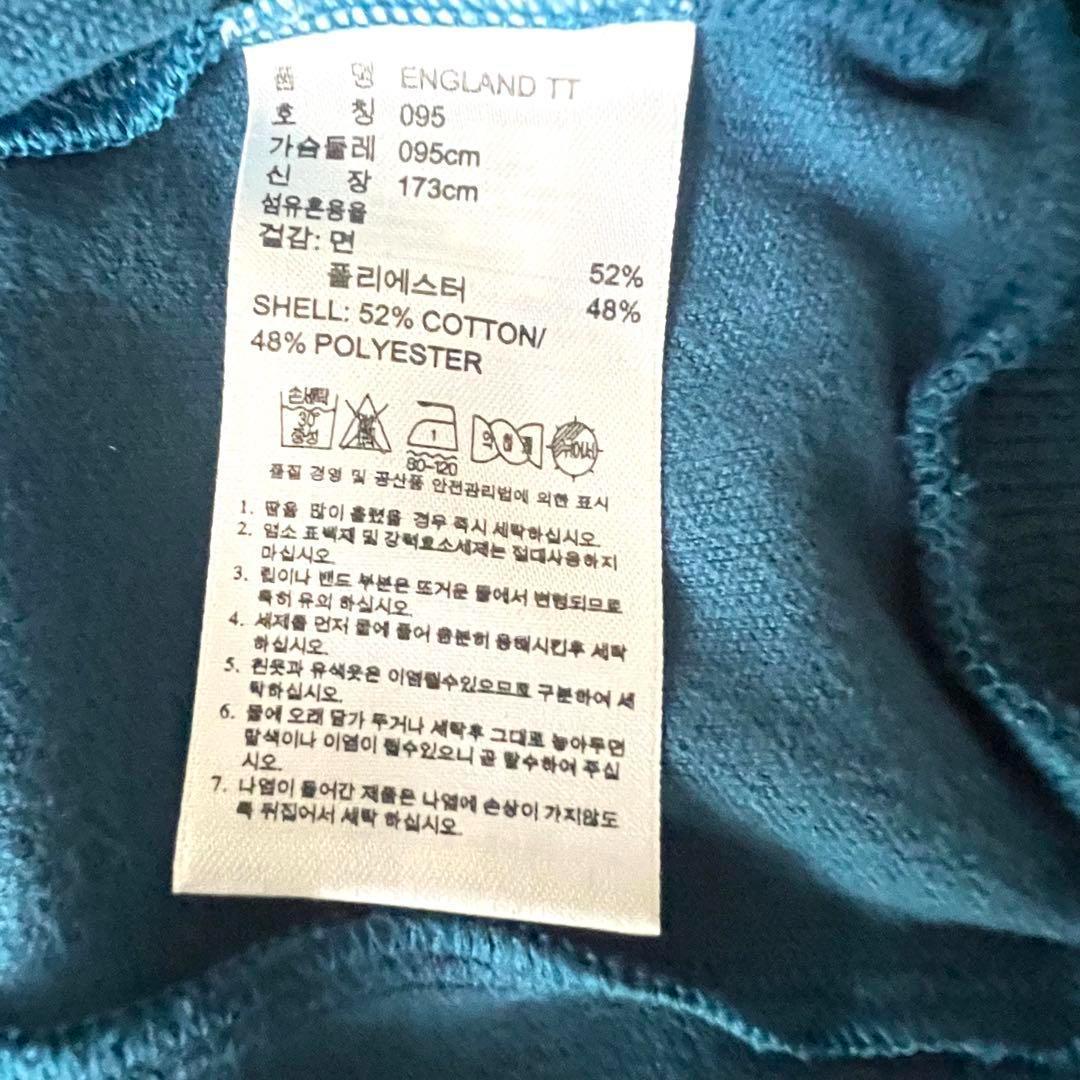 품 명 ENGLAND TT
호 칭 095
가슴둘레 095cm
신 장 173cm
섬유혼용율
겉감: 면 52%
폴리에스터 48%
SHELL: 52% COTTON/
48% POLYESTER
손세탁
30°
중성
1
80-120
품질 경영 및 공산품 안전관리법에 의한 표시
1. 땀을 많이 흘렸을 경우 즉시 세탁하십시오.
2. 염소 표백제 및 강력효소세제는 절대사용하지
마십시오.
3. 립이나 밴드 부분은 뜨거운 물에서 변형되므로
특히 유의 하십시오.
4. 세제를 먼저 물에 풀어 충분히 용해시킨후 세탁
하십시오.
5. 흰옷과 유색옷은 이염될수있으므로 구분하여 세
탁하십시오.
6. 물에 오래 담가 두거나 세탁후 그대로 놓아두면
탈색이나 이염이 될수있으니 곧 탈수하여 주십
시오.
7. 나염이 들어간 제품은 나염에 손상이 가지않도
록 뒤집어서 세탁 하십시오.